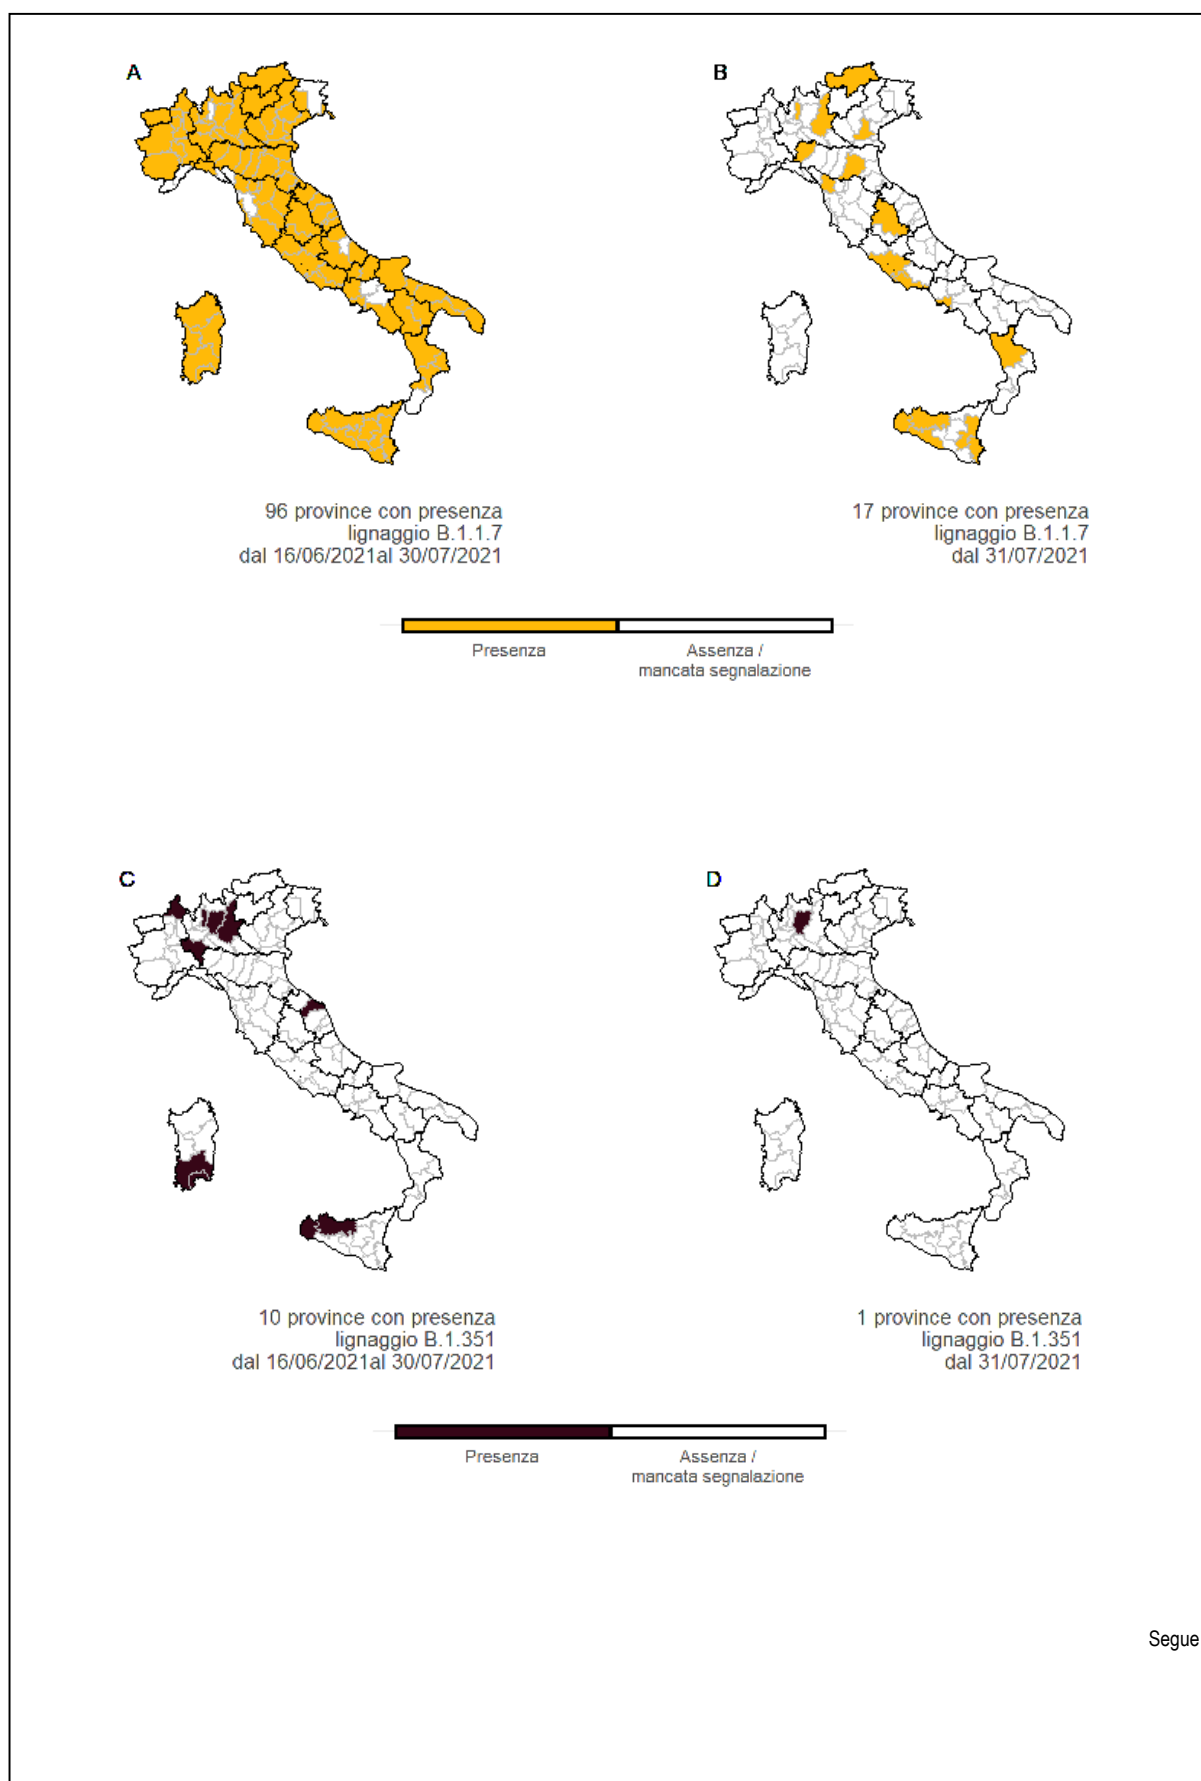 A
B
96 province con presenza
lignaggio B.1.1.7
dal 16/06/2021al 30/07/2021
17 province con presenza
lignaggio B.1.1.7
dal 31/07/2021
Presenza
Assenza /
mancata segnalazione
C
D
10 province con presenza
lignaggio B.1.351
dal 16/06/2021al 30/07/2021
1 province con presenza
lignaggio B.1.351
dal 31/07/2021
Presenza
Assenza /
mancata segnalazione
Segue